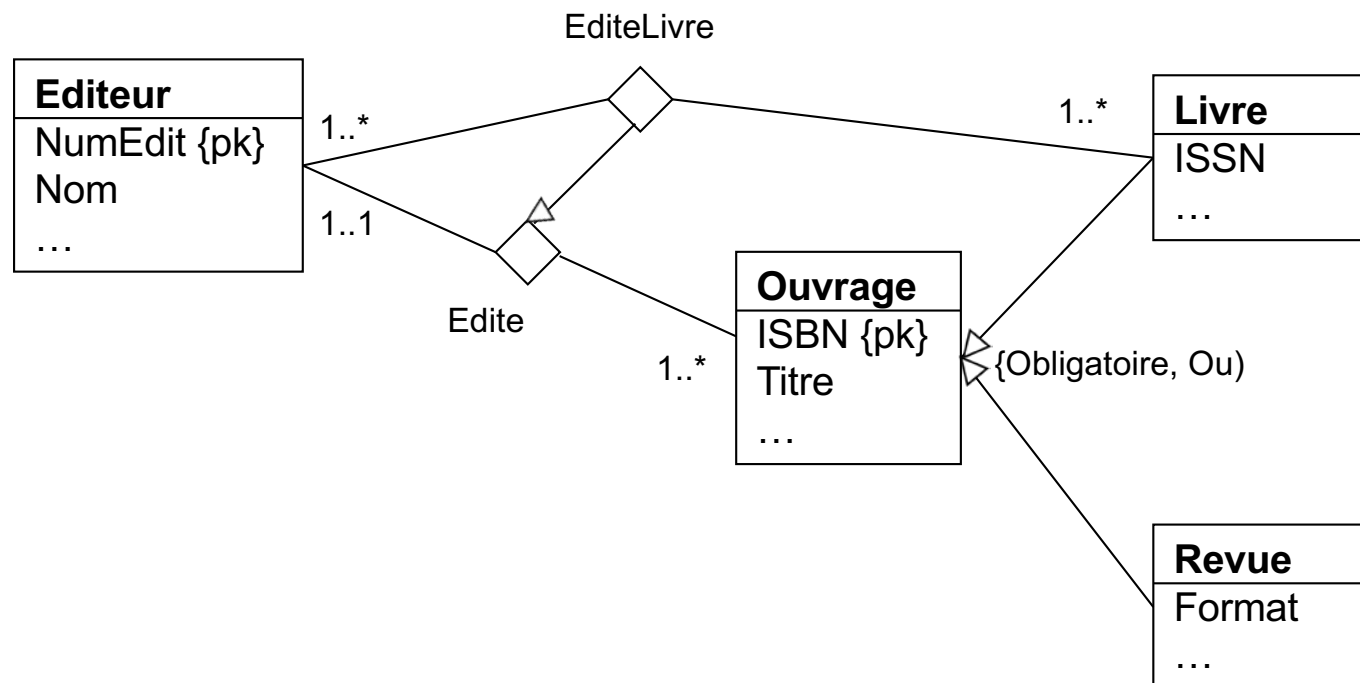 EditeLivre
Editeur
NumEdit {pk}
Nom
…
1..*
1..1
1..*
Livre
ISSN
…
Edite
1..*
Ouvrage
ISBN {pk}
Titre
…
{Obligatoire, Ou)
Revue
Format
…